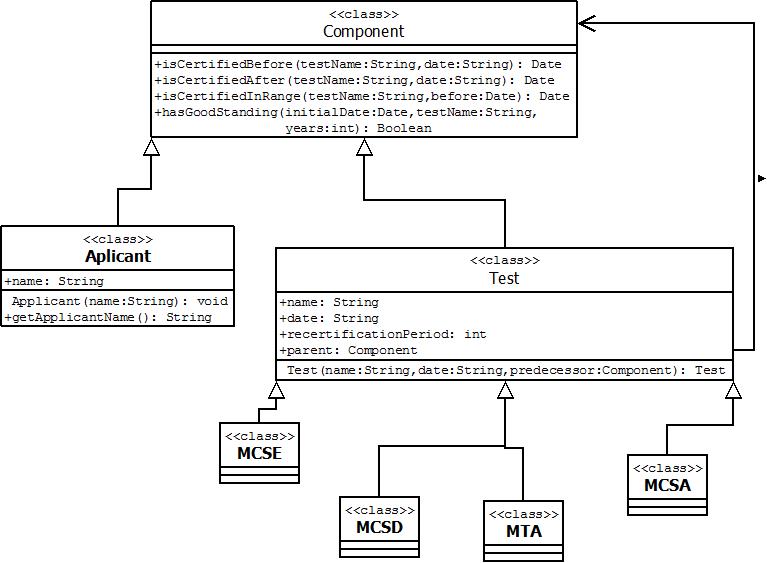 <<class>>
Component
+isCertifiedBefore(testName:String,date:String): Date
+isCertifiedAfter(testName:String,date:String): Date
+isCertifiedInRange(testName:String,before:Date): Date
+hasGoodStanding(initialDate:Date,testName:String,
years:int): Boolean
<<class>>
Aplicant
+name: String
Applicant(name:String): void
+getApplicantName(): String
<<class>>
Test
+name: String
+date: String
+recertificationPeriod: int
+parent: Component
Test(name:String,date:String,predecessor:Component): Test
<<class>>
MCSE
<<class>>
MCSD
<<class>>
MTA
<<class>>
MCSA